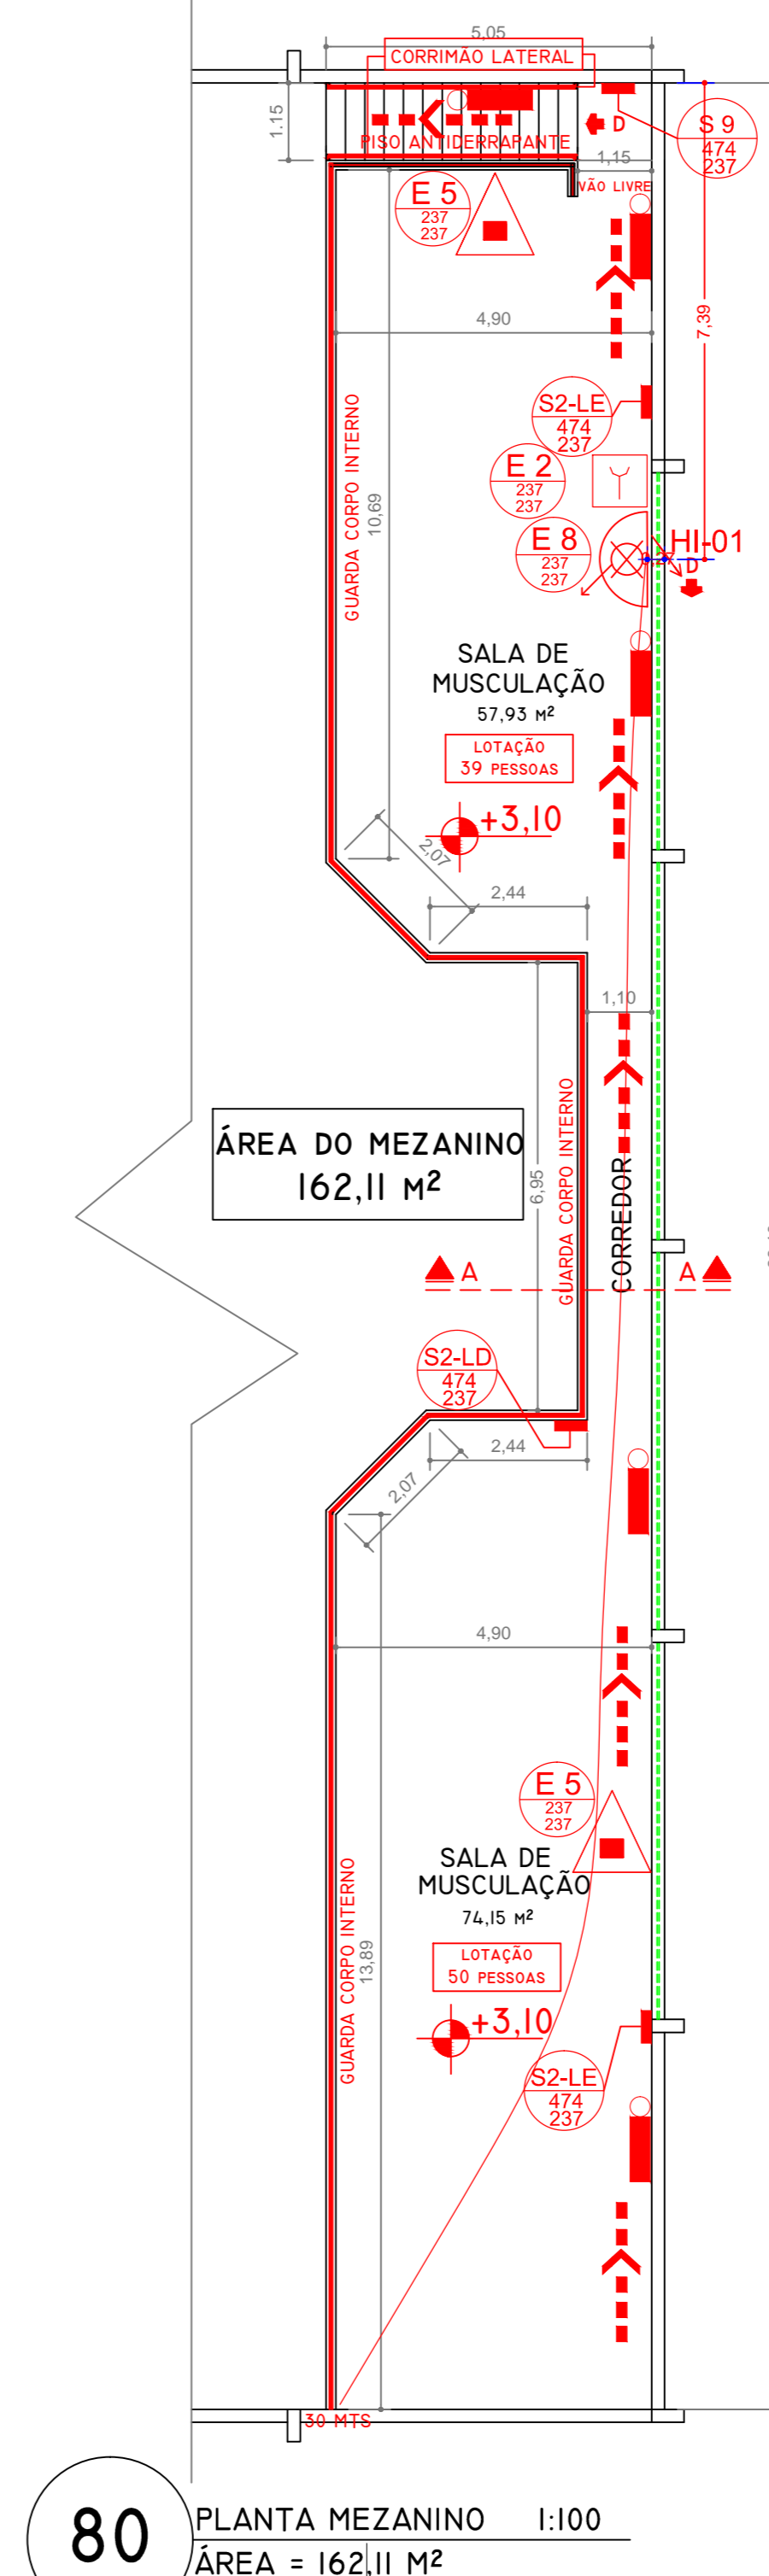 5,05
CORRIMÃO LATERAL
1.15
PISO ANTIDERRAPANTE
D
S 9
474
237
1,15
VÃO LIVRE
E 5
237
237
4,90
7,39
GUARDA CORPO INTERNO
10,69
S2-LE
474
237
E 2
237
237
E 8
237
237
HI-01
D
SALA DE
MUSCULAÇÃO
57,93 M²
LOTAÇÃO
39 PESSOAS
+3,10
2,07
2,44
1,10
ÁREA DO MEZANINO
162,11 M²
6,95
GUARDA CORPO INTERNO
CORREDOR
A
A
S2-LD
474
237
2,44
2,07
4,90
E 5
237
237
SALA DE
MUSCULAÇÃO
74,15 M²
GUARDA CORPO INTERNO
13,89
LOTAÇÃO
50 PESSOAS
+3,10
S2-LE
474
237
30 MTS
80
PLANTA MEZANINO 1:100
ÁREA = 162,11 M²